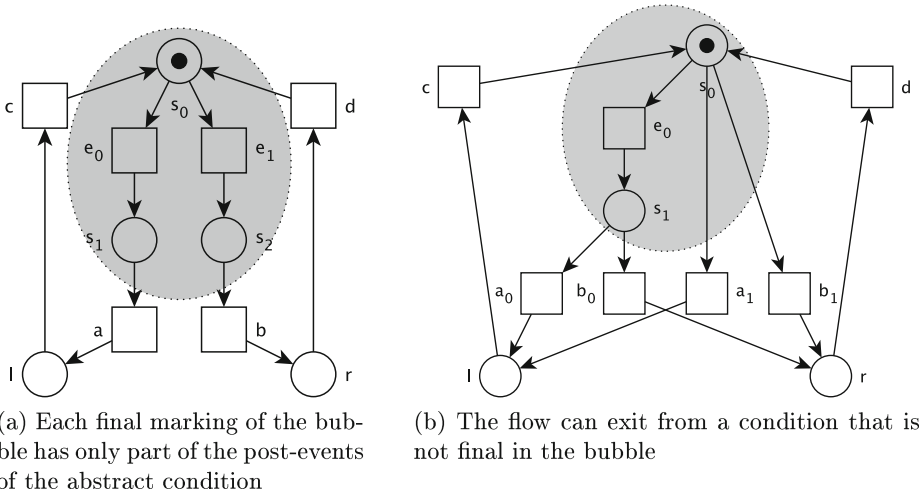 c
s0
d
e0
e1
s1
s2
a
b
l
r
(a) Each final marking of the bub-
ble has only part of the post-events
of the abstract condition
c
s0
d
e0
s1
a0
b0
a1
b1
l
r
(b) The flow can exit from a condition that is
not final in the bubble